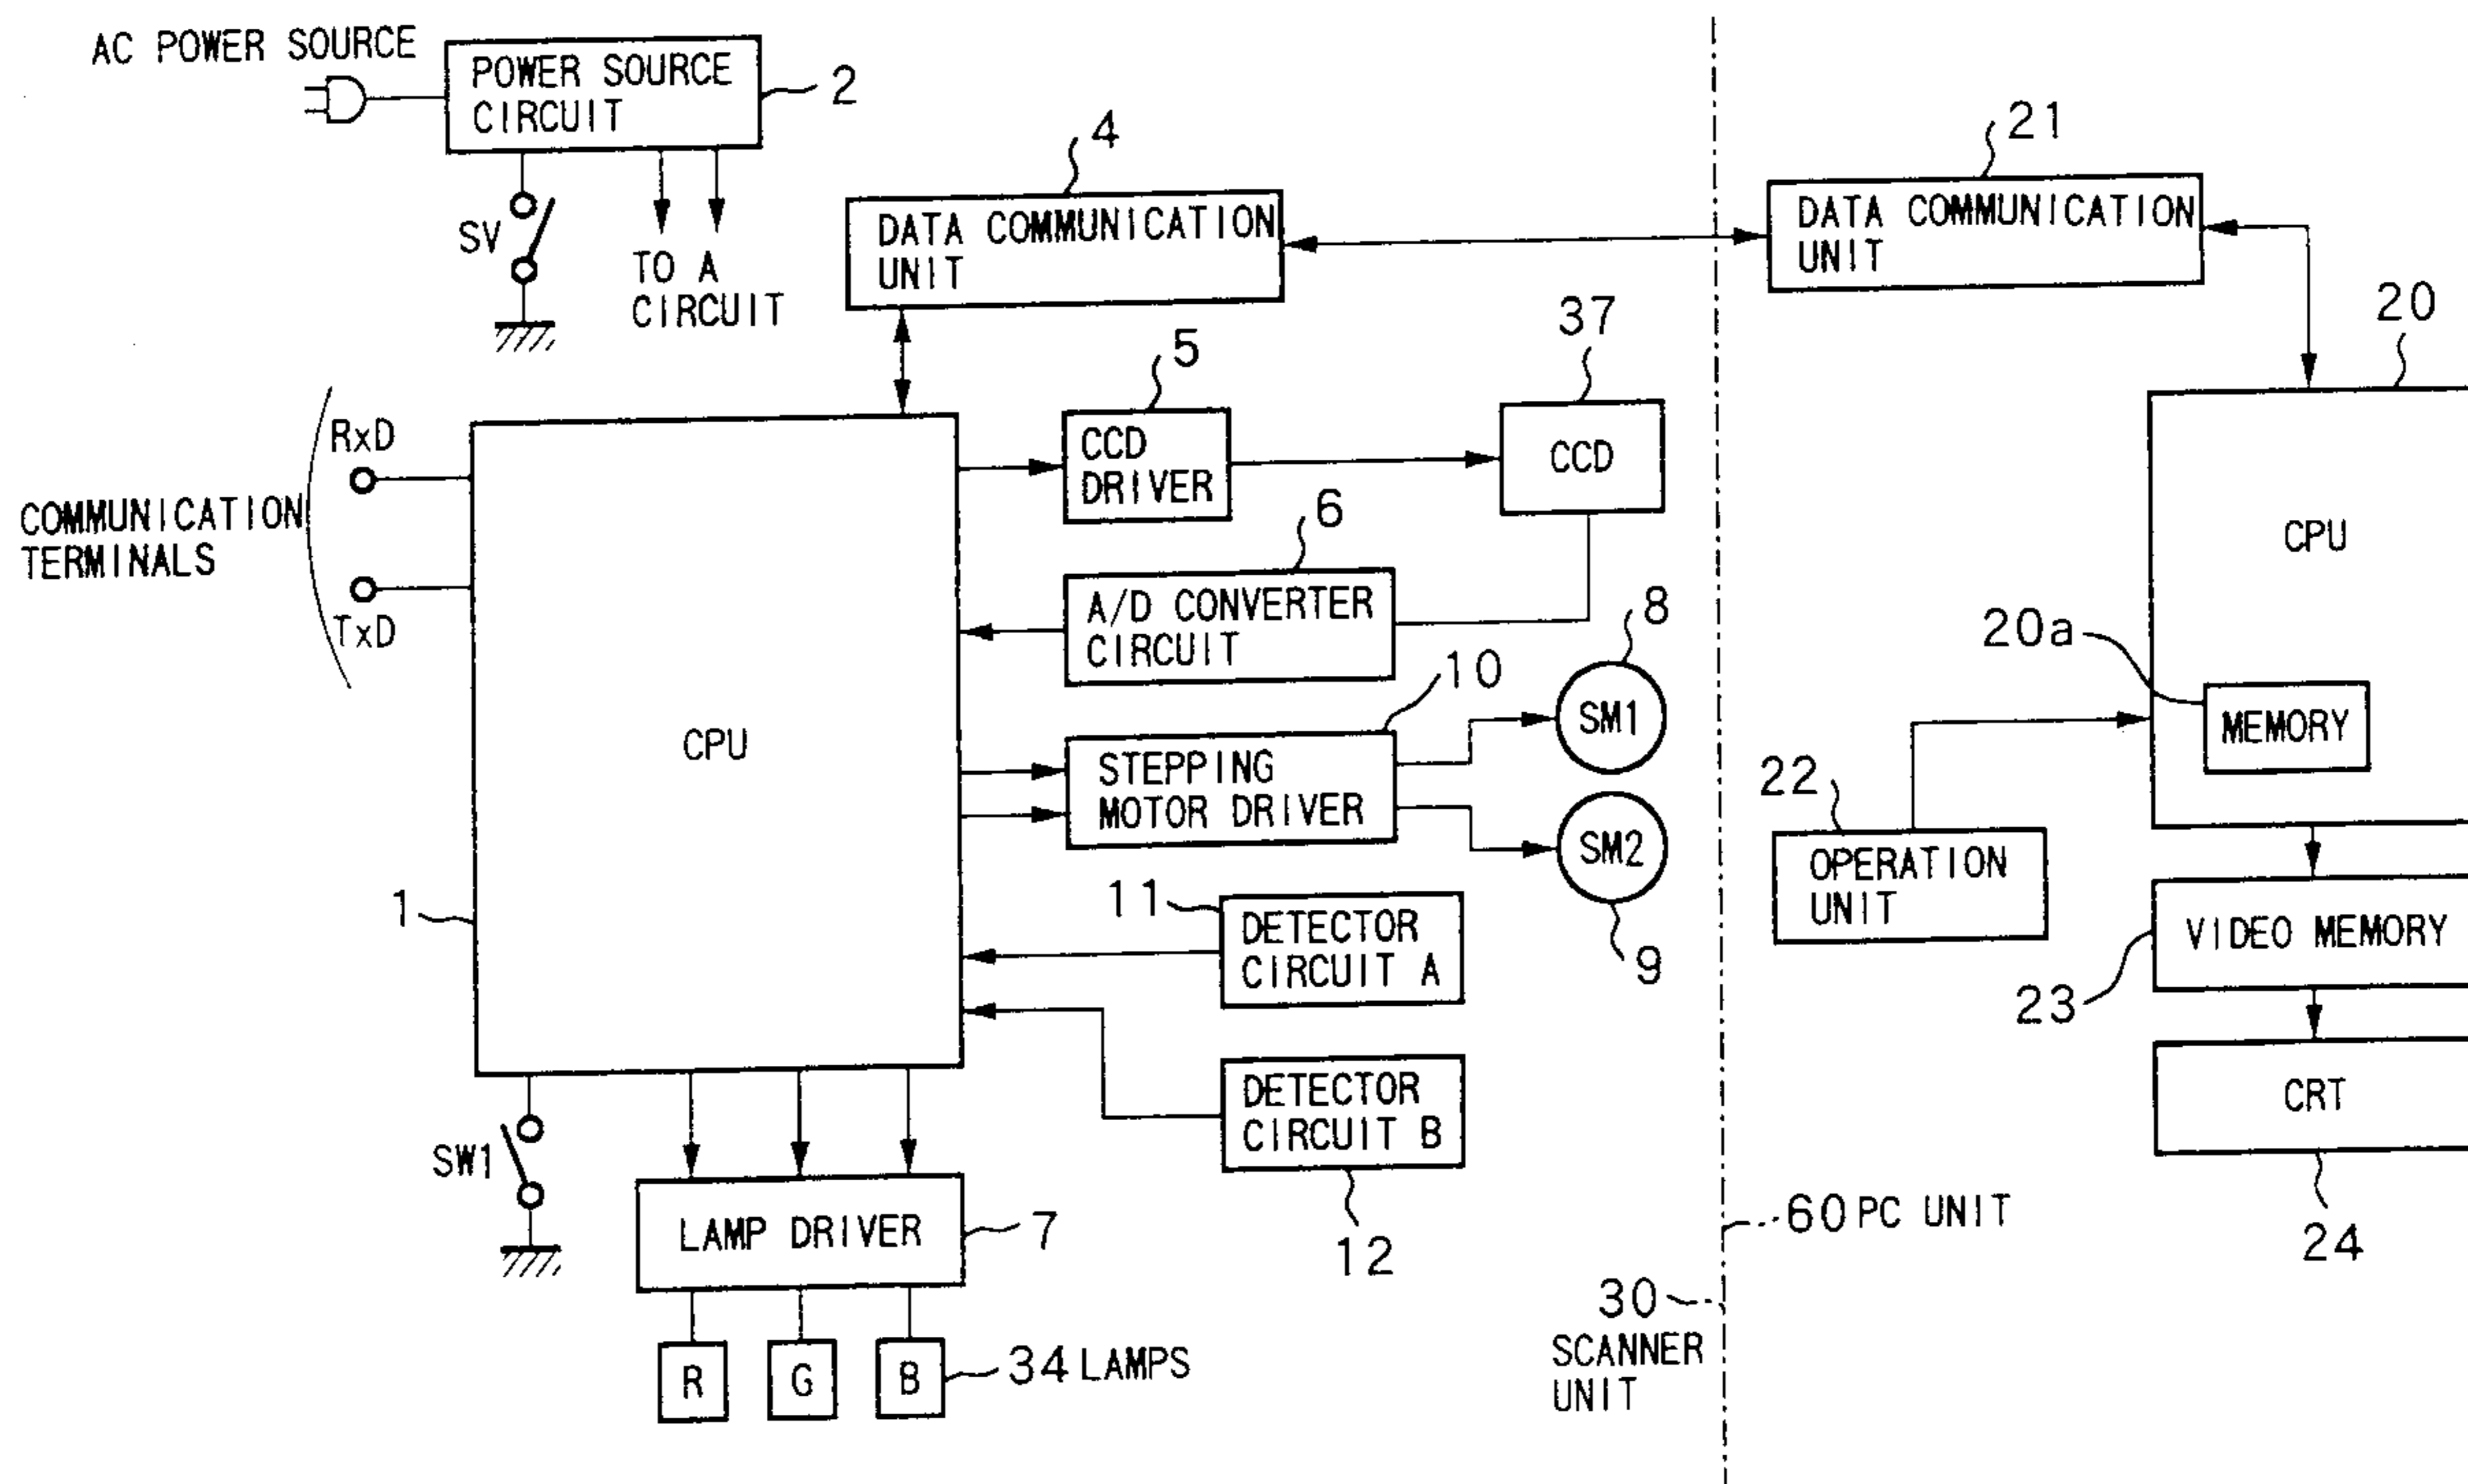 AC POWER SOURCE
POWER SOURCE
CIRCUIT
2
SV
TO A
CIRCUIT
4
DATA COMMUNICATION
UNIT
21
DATA COMMUNICATION
UNIT
COMMUNICATION
TERMINALS
RxD
TxD
CPU
1
5
CCD
DRIVER
37
CCD
6
A/D CONVERTER
CIRCUIT
10
STEPPING
MOTOR DRIVER
8
SM1
SM2
9
11
DETECTOR
CIRCUIT A
DETECTOR
CIRCUIT B
12
SW1
LAMP DRIVER
7
R
G
B
34 LAMPS
20
CPU
20a
MEMORY
22
OPERATION
UNIT
VIDEO MEMORY
23
CRT
24
60 PC UNIT
30
SCANNER
UNIT